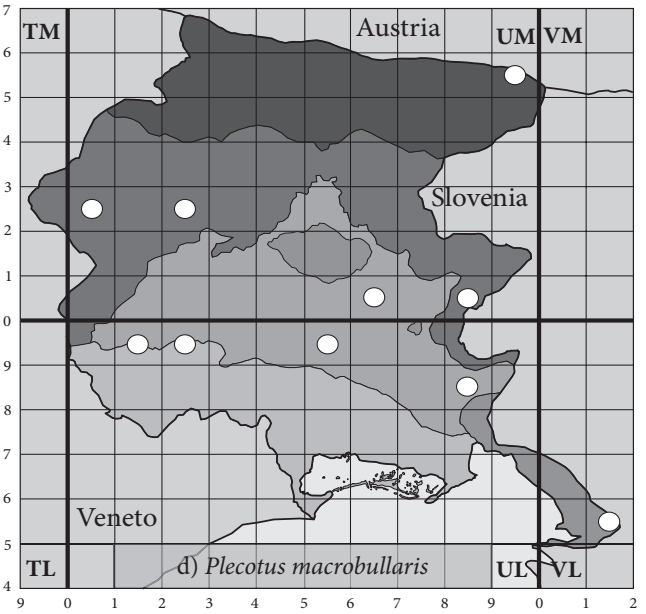 7 TM Austria UM VM
6
5
4
3
Slovenia
2
1
0
9
8
7
6
Veneto
5
TL d) Plecotus macrobullaris UL VL
4
9 0 1 2 3 4 5 6 7 8 9 0 1 2